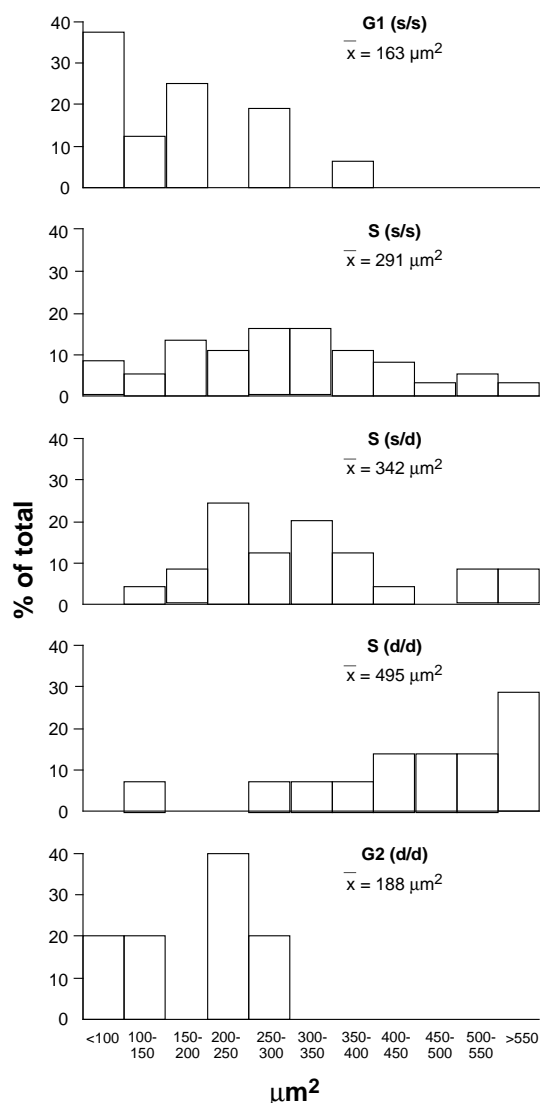 G1 (s/s)
x̅ = 163 µm²
40
30
20
10
0
S (s/s)
x̅ = 291 µm²
40
30
20
10
0
S (s/d)
x̅ = 342 µm²
40
30
20
10
0
S (d/d)
x̅ = 495 µm²
40
30
20
10
0
G2 (d/d)
x̅ = 188 µm²
40
30
20
10
0
% of total
<100 100- 150- 200- 250- 300- 350- 400- 450- 500- >550
150 200 250 300 350 400 450 500 550
µm²